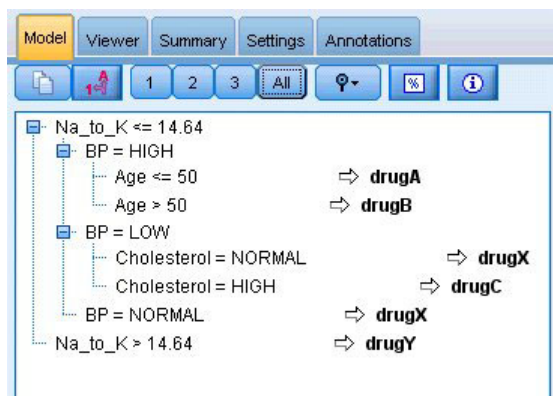 Model Viewer Summary Settings Annotations
1 2 3 All %
Na_to_K <= 14.64
BP = HIGH
Age <= 50 ⇨ drugA
Age > 50 ⇨ drugB
BP = LOW
Cholesterol = NORMAL ⇨ drugX
Cholesterol = HIGH ⇨ drugC
BP = NORMAL ⇨ drugX
Na_to_K > 14.64 ⇨ drugY